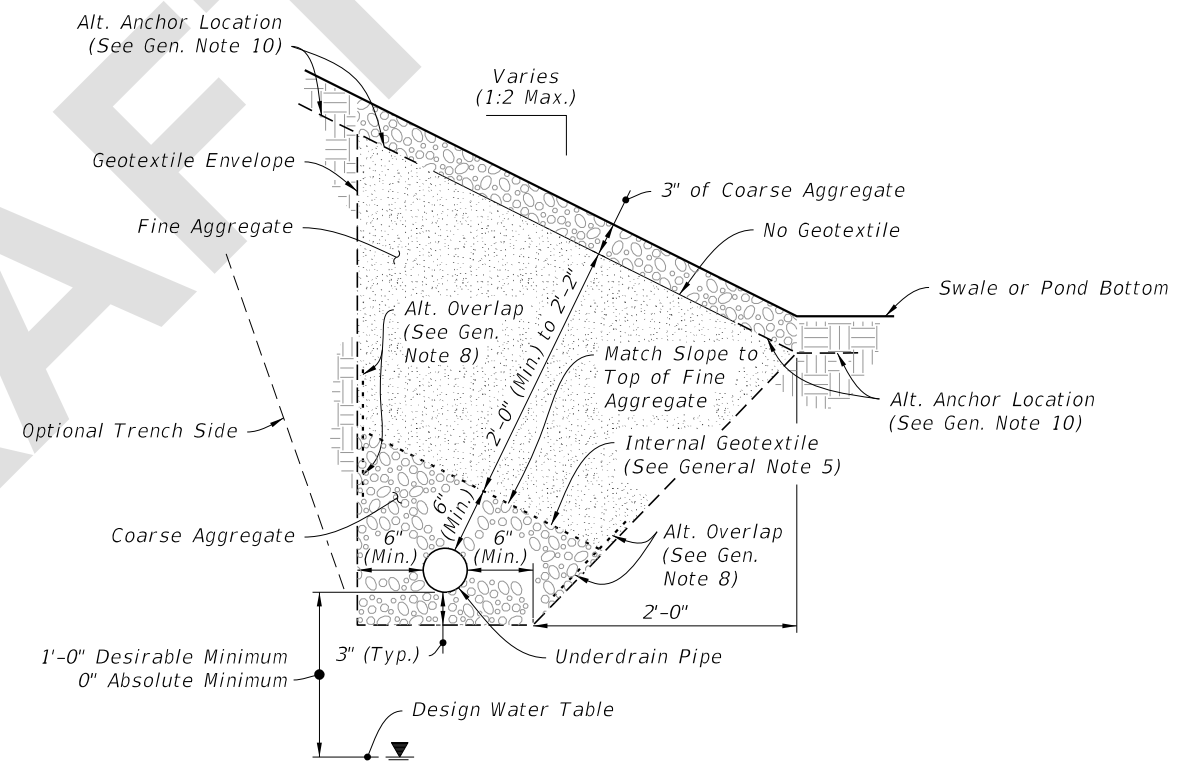 Alt. Anchor Location
(See Gen. Note 10)
Varies
(1:2 Max.)
Geotextile Envelope
3" of Coarse Aggregate
Fine Aggregate
No Geotextile
Swale or Pond Bottom
Alt. Overlap
(See Gen.
Note 8)
2'-0" (Min.) to 2'-2"
Match Slope to
Top of Fine
Aggregate
Alt. Anchor Location
(See Gen. Note 10)
Optional Trench Side
Internal Geotextile
(See General Note 5)
6"
(Min.)
Coarse Aggregate
6"
(Min.)
6"
(Min.)
Alt. Overlap
(See Gen.
Note 8)
2'-0"
3" (Typ.)
Underdrain Pipe
1'-0" Desirable Minimum
0" Absolute Minimum
Design Water Table